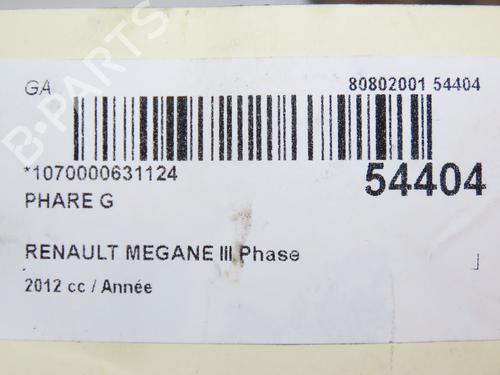 GA
80802001 54404
*1070000631124
54404
PHARE G
RENAULT MEGANE III Phase
2012 cc / Année
B-PARTS